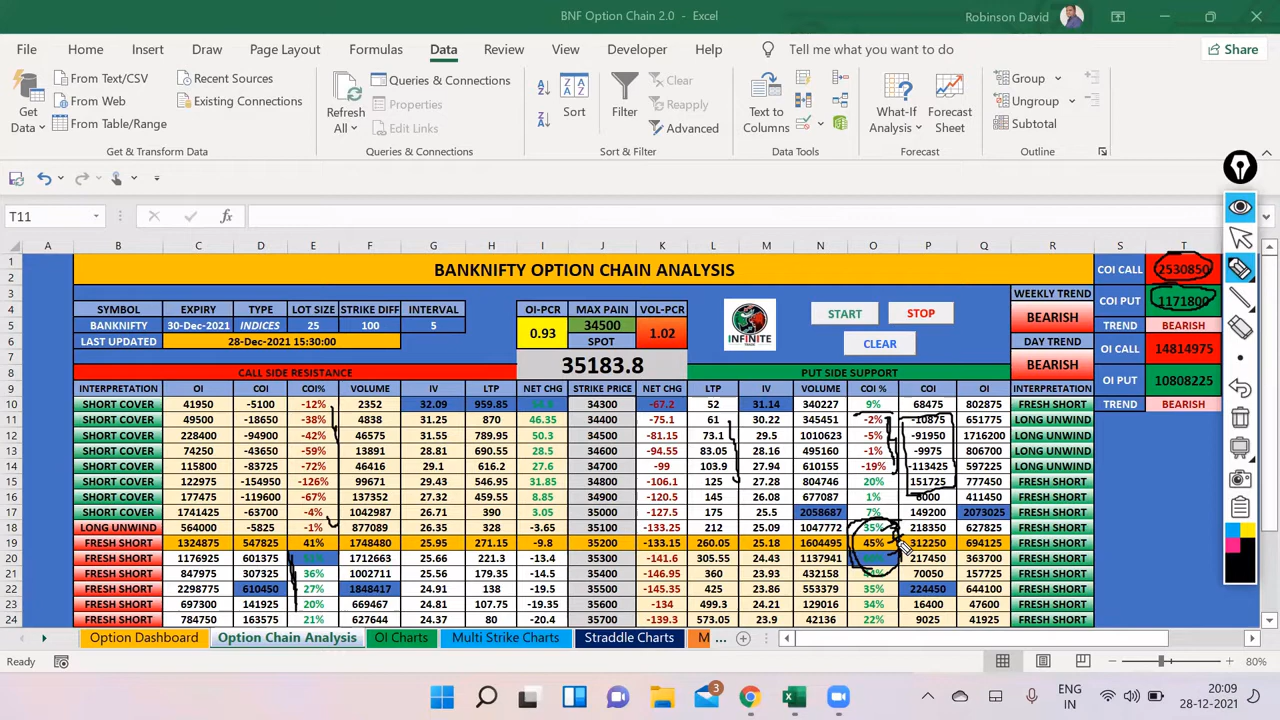 BNF Option Chain 2.0 - Excel Robinson David
File Home Insert Draw Page Layout Formulas Data Review View Developer Help Tell me what you want to do Share
Get Data From Text/CSV From Web From Table/Range Recent Sources Existing Connections
Refresh All Queries & Connections Properties Edit Links
Sort Filter Clear Reapply Advanced
Text to Columns What-If Analysis Forecast Sheet Group Ungroup Subtotal
Get & Transform Data Queries & Connections Sort & Filter Data Tools Forecast Outline
T11 fx
A B C D E F G H I J K L M N O P Q R S T
BANKNIFTY OPTION CHAIN ANALYSIS
COI CALL 2530850
COI PUT 1171800
TREND BEARISH
OI CALL 14814975
OI PUT 10808225
TREND BEARISH
WEEKLY TREND
BEARISH
DAY TREND
BEARISH
SYMBOL EXPIRY TYPE LOT SIZE STRIKE DIFF INTERVAL OI-PCR MAX PAIN VOL-PCR
BANKNIFTY 30-Dec-2021 INDICES 25 100 5 0.93 34500 1.02
LAST UPDATED 28-Dec-2021 15:30:00 SPOT
35183.8
INFINITE
TRADE
START STOP
CLEAR
CALL SIDE RESISTANCE PUT SIDE SUPPORT
INTERPRETATION OI COI COI% VOLUME IV LTP NET CHG STRIKE PRICE NET CHG LTP IV VOLUME COI % COI OI INTERPRETATION
10 SHORT COVER 41950 -5100 -12% 2352 32.09 959.85 34300 -67.2 52 31.14 340227 9% 68475 802875 FRESH SHORT
11 SHORT COVER 49500 -18650 -38% 4838 31.25 870 46.35 34400 -75.1 61 30.22 345451 -2% -10875 651775 LONG UNWIND
12 SHORT COVER 228400 -94900 -42% 46575 31.55 789.95 50.3 34500 -81.15 73.1 29.5 1010623 -5% -91950 1716200 LONG UNWIND
13 SHORT COVER 74250 -43650 -59% 13891 28.81 710.4 28.5 34600 -94.55 83.05 28.58 495160 -1% -9975 806700 LONG UNWIND
14 SHORT COVER 115800 -83725 -72% 46416 29.1 616.2 27.6 34700 -99 103.9 27.94 610155 -19% -113425 597225 LONG UNWIND
15 SHORT COVER 122975 -154950 -126% 99671 29.43 546.95 31.85 34800 -106.1 125 27.28 804746 20% 151725 777450 FRESH SHORT
16 SHORT COVER 177475 -119600 -67% 137352 27.32 459.55 8.85 34900 -120.5 145 26.08 677087 1% 411450 FRESH SHORT
17 SHORT COVER 1741425 -63700 -4% 1042987 26.71 390 3.05 35000 -127.5 175 25.5 2058687 7% 149200 2073025 FRESH SHORT
18 LONG UNWIND 564000 -5825 -1% 877089 26.35 328 -3.65 35100 -133.25 212 25.09 1047772 35% 218350 627825 FRESH SHORT
19 FRESH SHORT 1324875 547825 41% 1748480 25.95 271.15 -9.8 35200 -133.15 260.05 25.18 1604495 45% 312250 694125 FRESH SHORT
20 FRESH SHORT 1176925 601375 1712663 25.66 221.3 -13.4 35300 -141.6 305.55 24.43 1137941 217450 363700 FRESH SHORT
21 FRESH SHORT 847975 307325 36% 1002711 25.56 179.35 -14.5 35400 -146.95 360 23.93 432158 70050 157725 FRESH SHORT
22 FRESH SHORT 2298775 610450 27% 1848417 24.91 138 -19.5 35500 -145.35 425 23.86 553379 35% 224450 644100 FRESH SHORT
23 FRESH SHORT 697300 141925 20% 669467 24.81 107.75 -19.35 35600 -134 499.3 24.21 129016 34% 16400 47600 FRESH SHORT
24 FRESH SHORT 784750 163575 21% 627644 24.37 80 -20.4 35700 -139.3 573.05 23.9 42136 22% 9025 41925 FRESH SHORT
Option Dashboard Option Chain Analysis OI Charts Multi Strike Charts Straddle Charts M ...
Ready 80%
3 ENG IN 20:09 28-12-2021